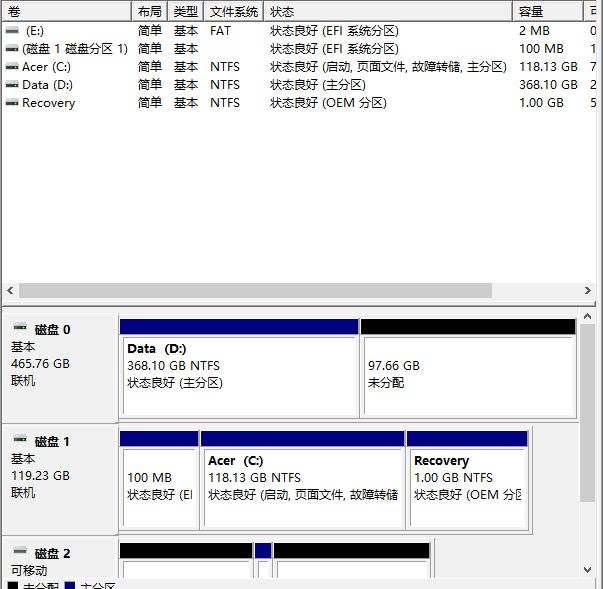 卷 布局 类型 文件系统 状态 容量
(E:) 简单 基本 FAT 状态良好 (EFI 系统分区) 2 MB 0
(磁盘 1 磁盘分区 1) 简单 基本 状态良好 (EFI 系统分区) 100 MB 1
Acer (C:) 简单 基本 NTFS 状态良好 (启动, 页面文件, 故障转储, 主分区) 118.13 GB 7
Data (D:) 简单 基本 NTFS 状态良好 (主分区) 368.10 GB 2
Recovery 简单 基本 NTFS 状态良好 (OEM 分区) 1.00 GB 5
磁盘 0
基本
465.76 GB
联机
Data (D:)
368.10 GB NTFS
状态良好 (主分区)
97.66 GB
未分配
磁盘 1
基本
119.23 GB
联机
100 MB
状态良好 (EI
Acer (C:)
118.13 GB NTFS
状态良好 (启动, 页面文件, 故障转储
Recovery
1.00 GB NTFS
状态良好 (OEM 分区
磁盘 2
可移动
未分配 主分区